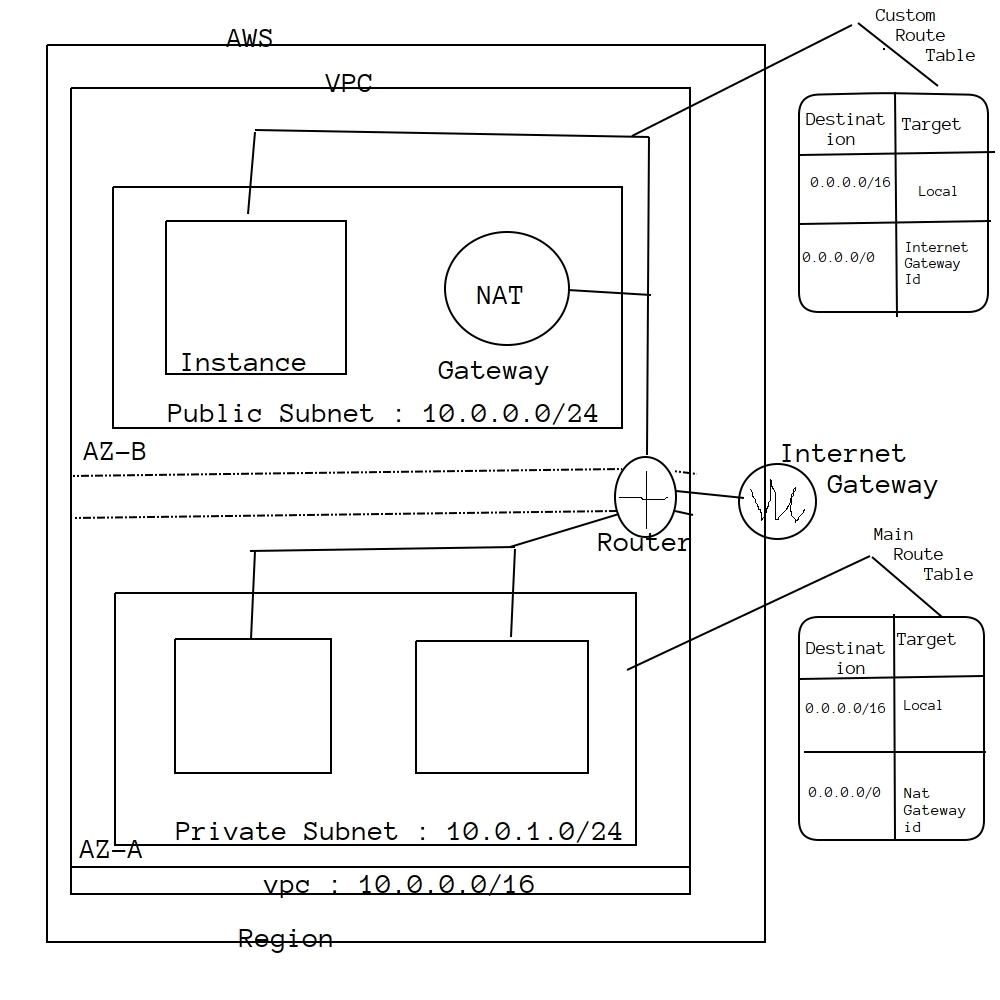 AWS
VPC
Instance
NAT
Gateway
Public Subnet : 10.0.0.0/24
AZ-B
Router
Internet
Gateway
Private Subnet : 10.0.1.0/24
AZ-A
vpc : 10.0.0.0/16
Region
Custom
Route
Table
Destinat
ion
Target
0.0.0.0/16
Local
0.0.0.0/0
Internet
Gateway
Id
Main
Route
Table
Destinat
ion
Target
0.0.0.0/16
Local
0.0.0.0/0
Nat
Gateway
id